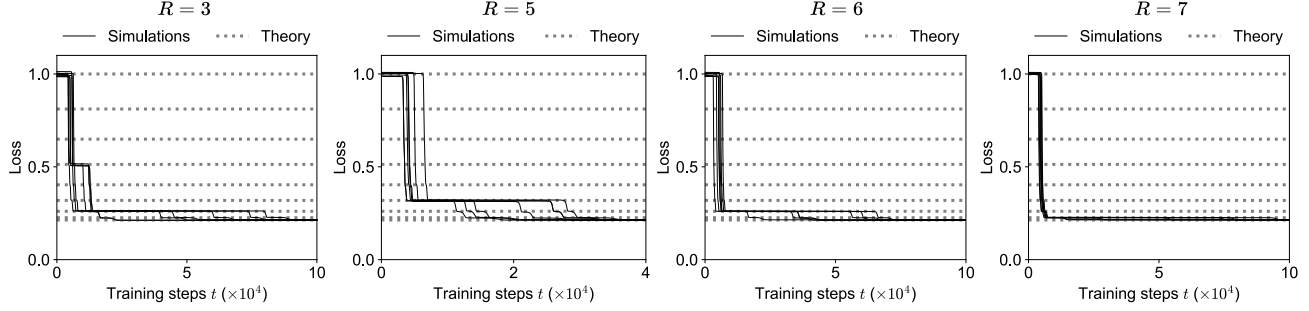 R = 3
Simulations Theory
1.0
0.5
0.0
Loss
0 5 10
Training steps t (×10⁴)
R = 5
Simulations Theory
1.0
0.5
0.0
Loss
0 2 4
Training steps t (×10⁴)
R = 6
Simulations Theory
1.0
0.5
0.0
Loss
0 5 10
Training steps t (×10⁴)
R = 7
Simulations Theory
1.0
0.5
0.0
Loss
0 5 10
Training steps t (×10⁴)